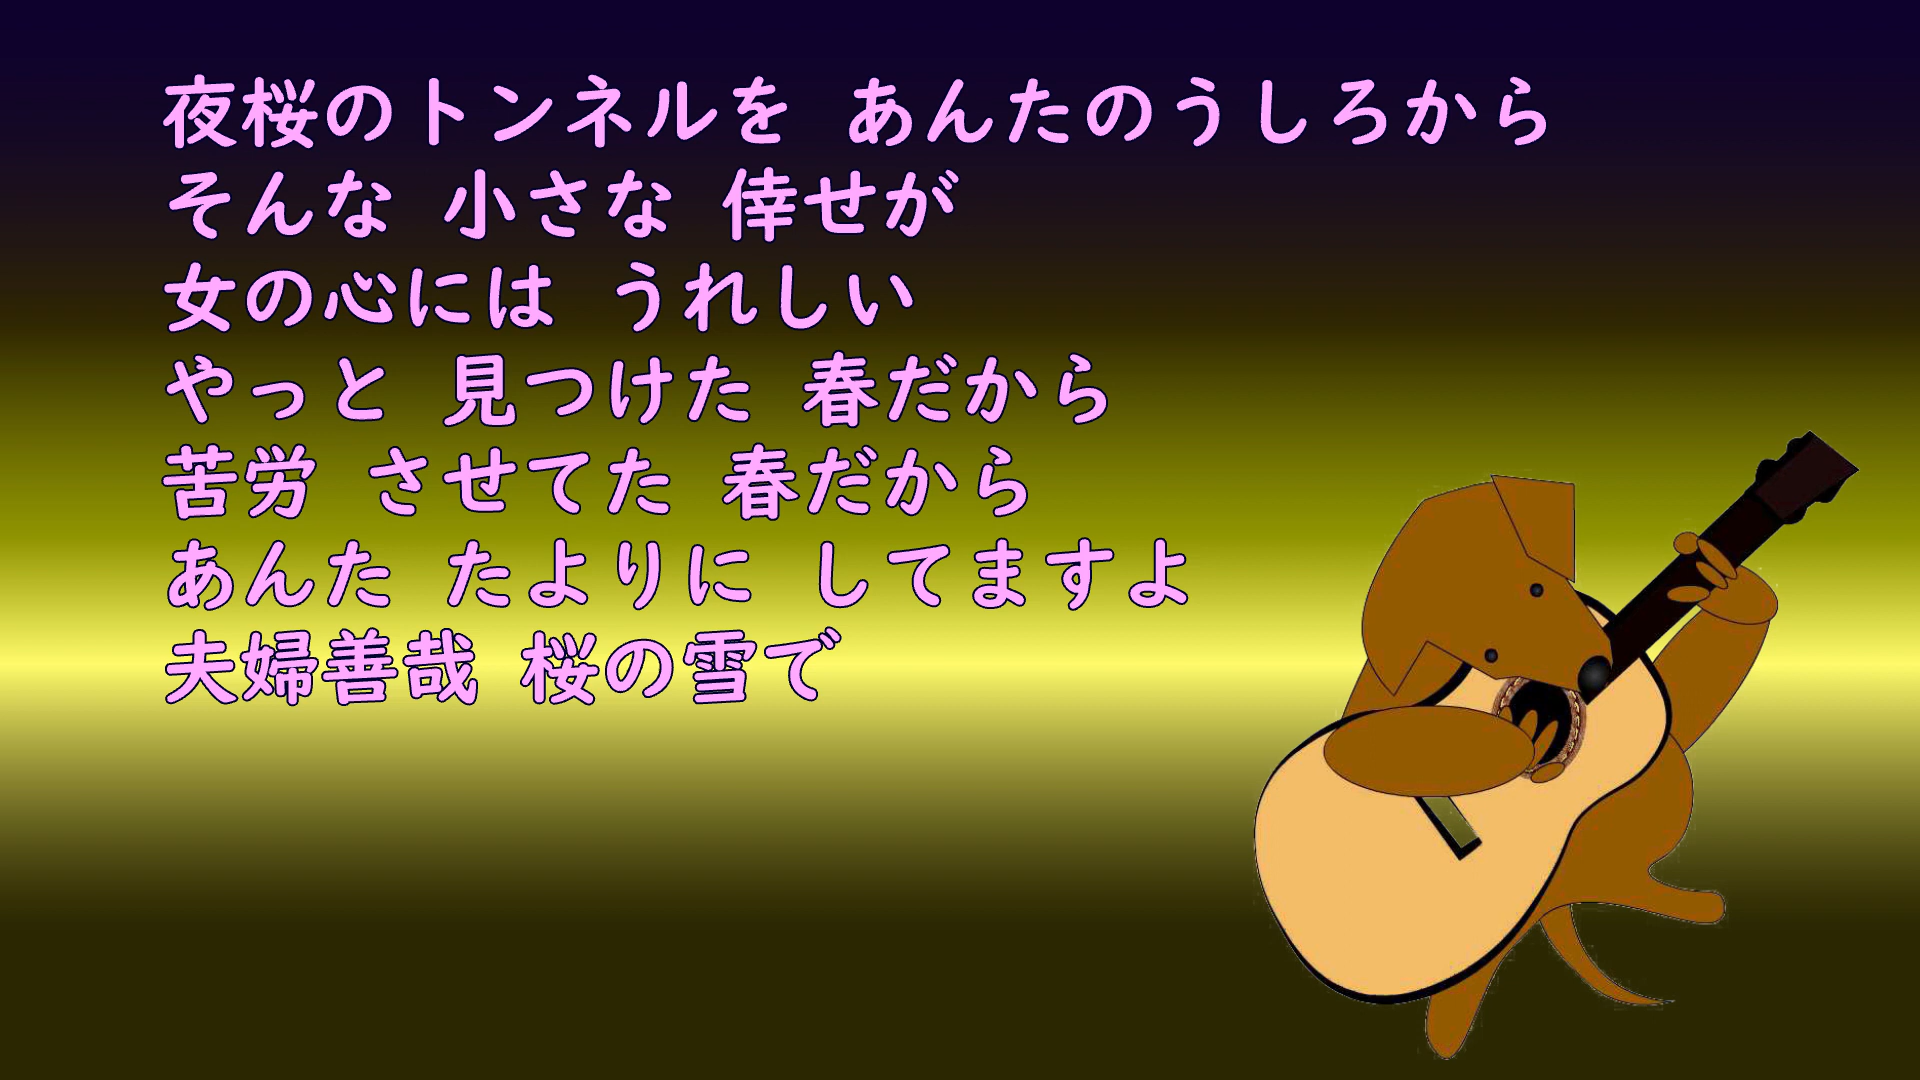 夜桜のトンネルを あんたのうしろから
そんな 小さな 倖せが
女の心には うれしい
やっと 見つけた 春だから
苦労 させてた 春だから
あんた たよりに してますよ
夫婦善哉 桜の雪で